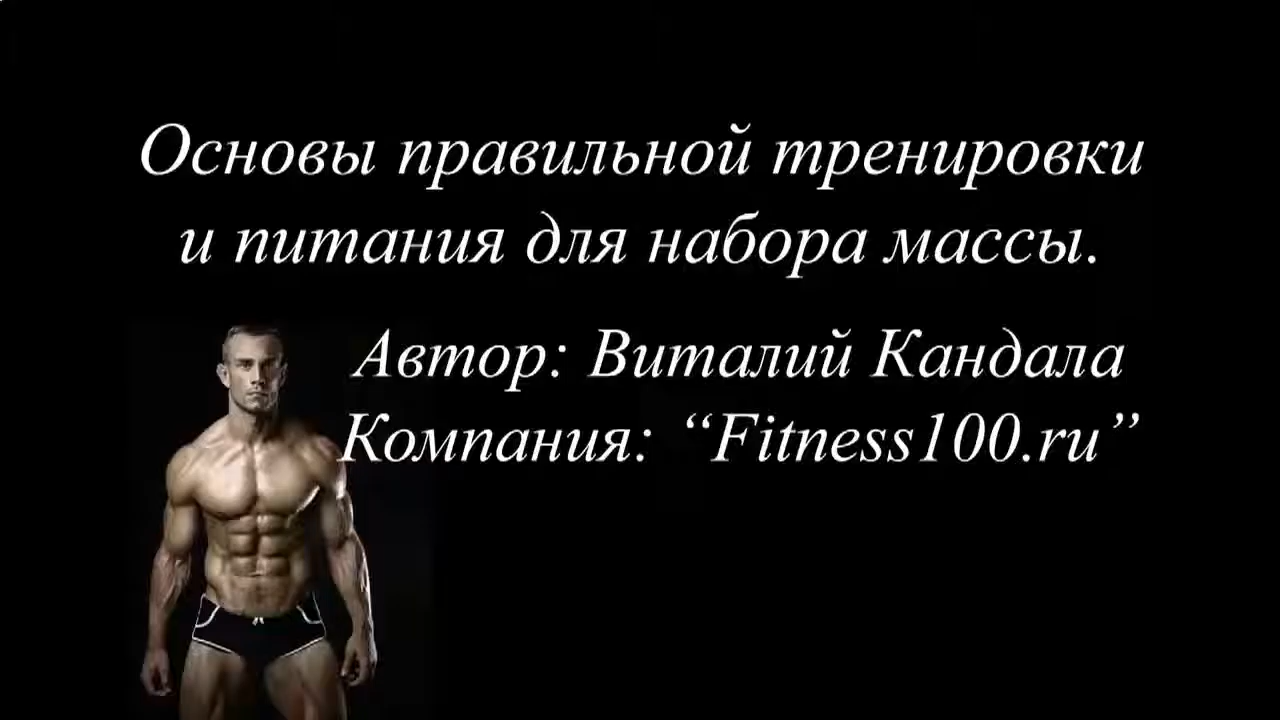 Основы правильной тренировки
и питания для набора массы.
Автор: Виталий Кандала
Компания: “Fitness100.ru”